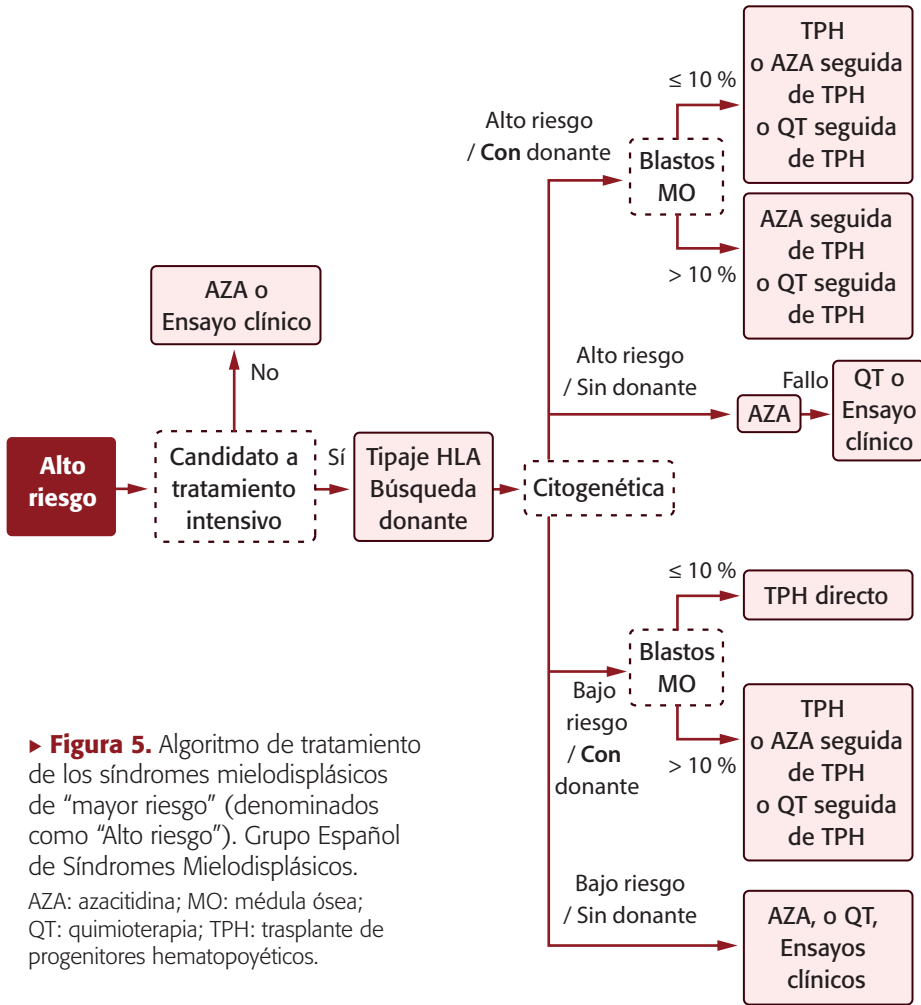 Alto
riesgo
Candidato a
tratamiento
intensivo
No
AZA o
Ensayo clínico
Sí
Tipaje HLA
Búsqueda
donante
Citogenética
Alto riesgo
/ Con donante
Blastos
MO
≤ 10 %
TPH
o AZA seguida
de TPH
o QT seguida
de TPH
> 10 %
AZA seguida
de TPH
o QT seguida
de TPH
Alto riesgo
/ Sin donante
AZA
Fallo
QT o
Ensayo
clínico
Bajo
riesgo
/ Con
donante
Blastos
MO
≤ 10 %
TPH directo
> 10 %
TPH
o AZA seguida
de TPH
o QT seguida
de TPH
Bajo riesgo
/ Sin donante
AZA, o QT,
Ensayos
clínicos
▸ Figura 5. Algoritmo de tratamiento
de los síndromes mielodisplásicos
de “mayor riesgo” (denominados
como “Alto riesgo”). Grupo Español
de Síndromes Mielodisplásicos.
AZA: azacitidina; MO: médula ósea;
QT: quimioterapia; TPH: trasplante de
progenitores hematopoyéticos.